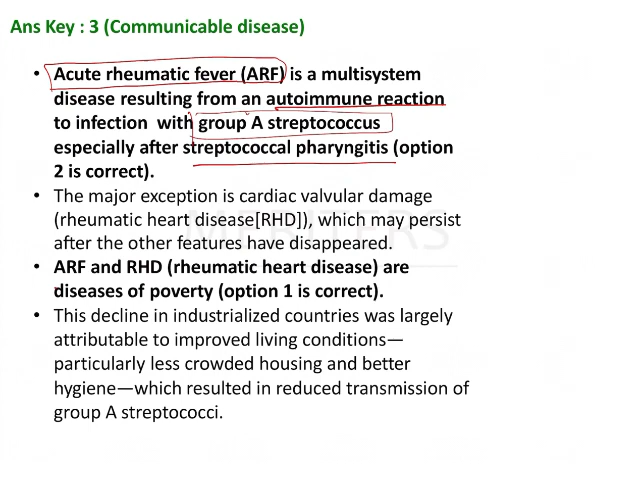 Ans Key : 3 (Communicable disease)
• Acute rheumatic fever (ARF) is a multisystem
disease resulting from an autoimmune reaction
to infection with group A streptococcus
especially after streptococcal pharyngitis (option
2 is correct).
• The major exception is cardiac valvular damage
(rheumatic heart disease[RHD]), which may persist
after the other features have disappeared.
• ARF and RHD (rheumatic heart disease) are
diseases of poverty (option 1 is correct).
• This decline in industrialized countries was largely
attributable to improved living conditions—
particularly less crowded housing and better
hygiene—which resulted in reduced transmission of
group A streptococci.